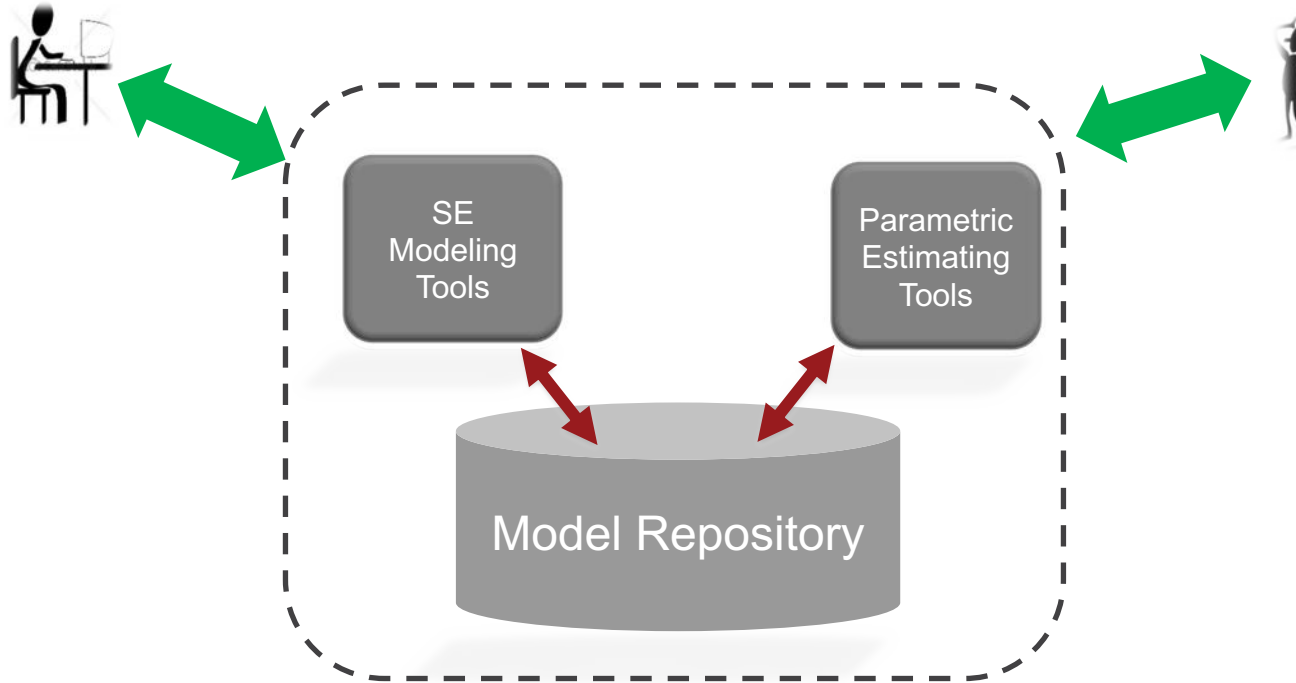 SE
Modeling
Tools
Parametric
Estimating
Tools
Model Repository